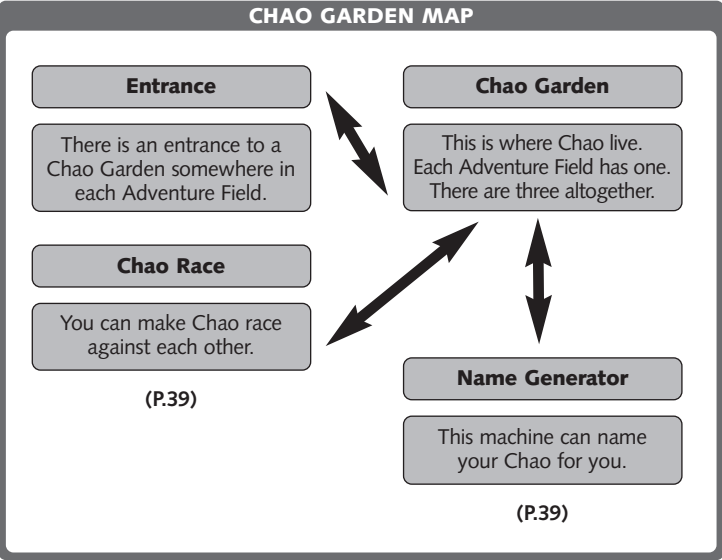 CHAO GARDEN MAP
Entrance
There is an entrance to a
Chao Garden somewhere in
each Adventure Field.
Chao Garden
This is where Chao live.
Each Adventure Field has one.
There are three altogether.
Chao Race
You can make Chao race
against each other.
(P.39)
Name Generator
This machine can name
your Chao for you.
(P.39)